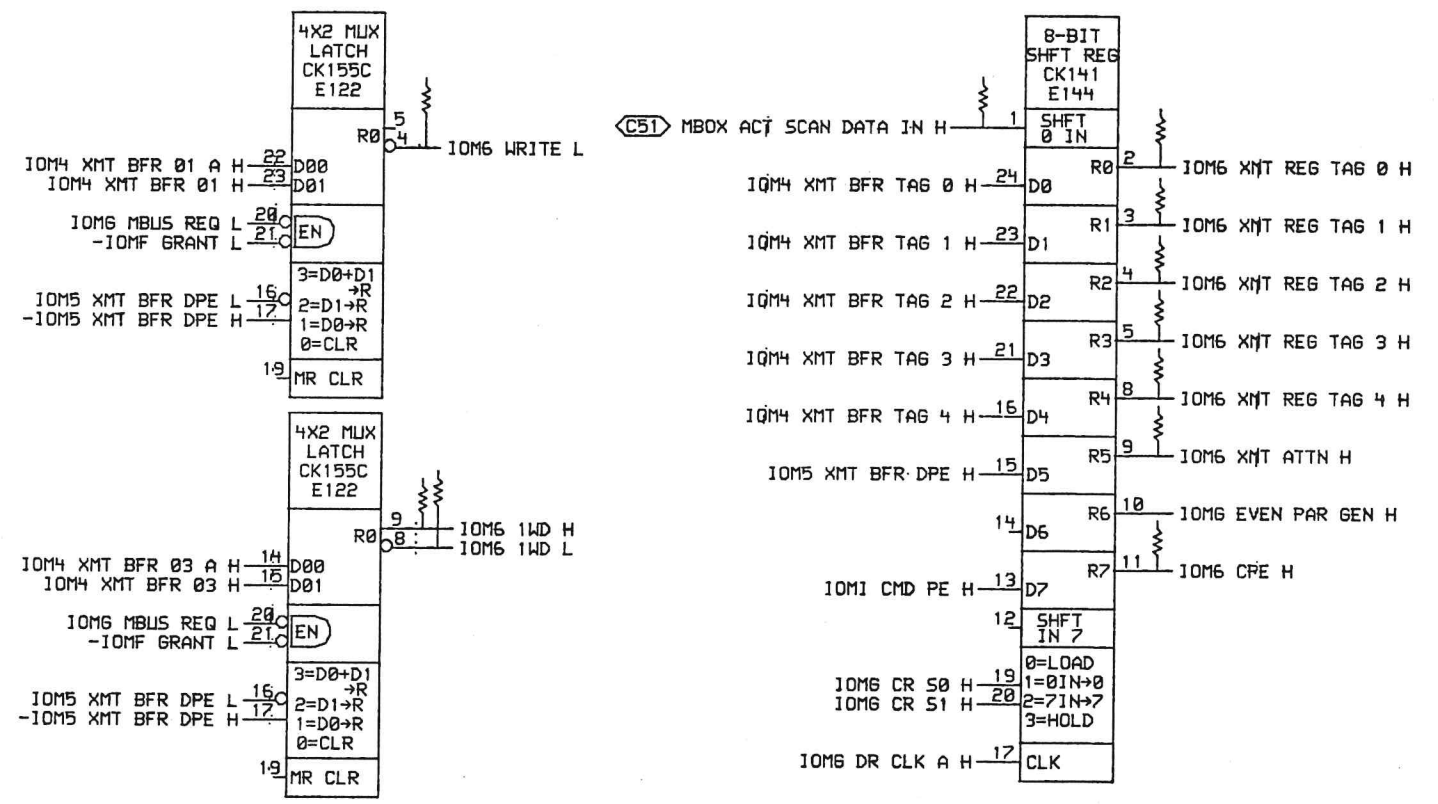 4X2 MUX
LATCH
CK155C
E122
5
R0
4
IOM6 WRITE L
IOM4 XMT BFR 01 A H
22
D00
IOM4 XMT BFR 01 H
23
D01
IOMG MBUS REQ L
20
-IOMF GRANT L
21
EN
3=D0+D1
→R
IOM5 XMT BFR DPE L
16
2=D1→R
-IOM5 XMT BFR DPE H
17
1=D0→R
0=CLR
19
MR CLR
4X2 MUX
LATCH
CK155C
E122
9
IOM6 1WD H
R0
8
IOM6 1WD L
IOM4 XMT BFR 03 A H
14
D00
IOM4 XMT BFR 03 H
15
D01
IOMG MBUS REQ L
20
-IOMF GRANT L
21
EN
3=D0+D1
→R
IOM5 XMT BFR DPE L
16
2=D1→R
-IOM5 XMT BFR DPE H
17
1=D0→R
0=CLR
19
MR CLR
8-BIT
SHFT REG
CK141
E144
C51
MBOX ACT SCAN DATA IN H
1
SHFT
0 IN
R0
2
IOM6 XMT REG TAG 0 H
IOM4 XMT BFR TAG 0 H
24
D0
R1
3
IOM6 XMT REG TAG 1 H
IOM4 XMT BFR TAG 1 H
23
D1
R2
4
IOM6 XMT REG TAG 2 H
IOM4 XMT BFR TAG 2 H
22
D2
R3
5
IOM6 XMT REG TAG 3 H
IOM4 XMT BFR TAG 3 H
21
D3
R4
8
IOM6 XMT REG TAG 4 H
IOM4 XMT BFR TAG 4 H
16
D4
R5
9
IOM6 XMT ATTN H
IOM5 XMT BFR DPE H
15
D5
R6
10
IOMG EVEN PAR GEN H
14
D6
R7
11
IOM6 CPE H
IOMI CMD PE H
13
D7
12
SHFT
IN 7
0=LOAD
IOMG CR S0 H
19
1=0IN→0
IOMG CR S1 H
20
2=7IN→7
3=HOLD
IOMG DR CLK A H
17
CLK